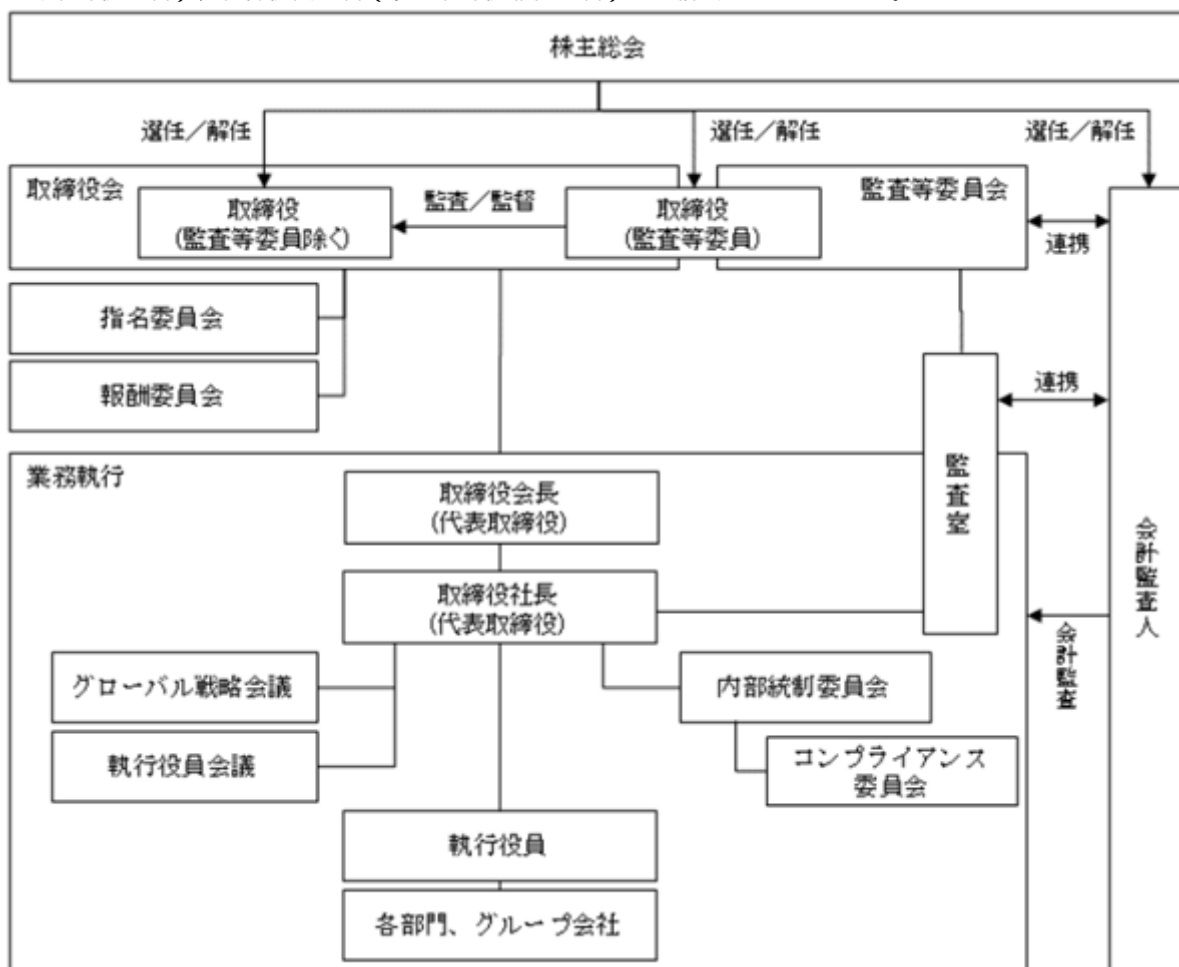 株主総会
選任／解任
選任／解任
選任／解任
取締役会
取締役
(監査等委員除く)
監査／監督
取締役
(監査等委員)
監査等委員会
連携
指名委員会
報酬委員会
連携
監査室
会計監査人
業務執行
取締役会長
(代表取締役)
取締役社長
(代表取締役)
会計監査
グローバル戦略会議
内部統制委員会
執行役員会議
コンプライアンス
委員会
執行役員
各部門、グループ会社